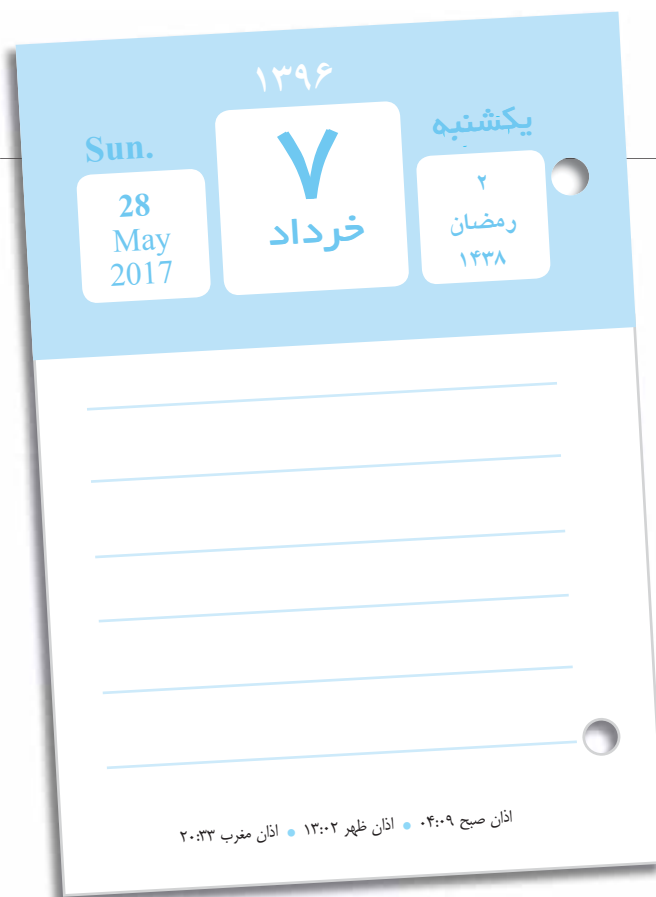 ۱۳۹۶
یکشنبه
۲
رمضان
۱۴۳۸
۷
خرداد
Sun.
28
May
2017
اذان صبح ۰۴:۰۹ • اذان ظهر ۱۳:۰۲ • اذان مغرب ۲۰:۳۳